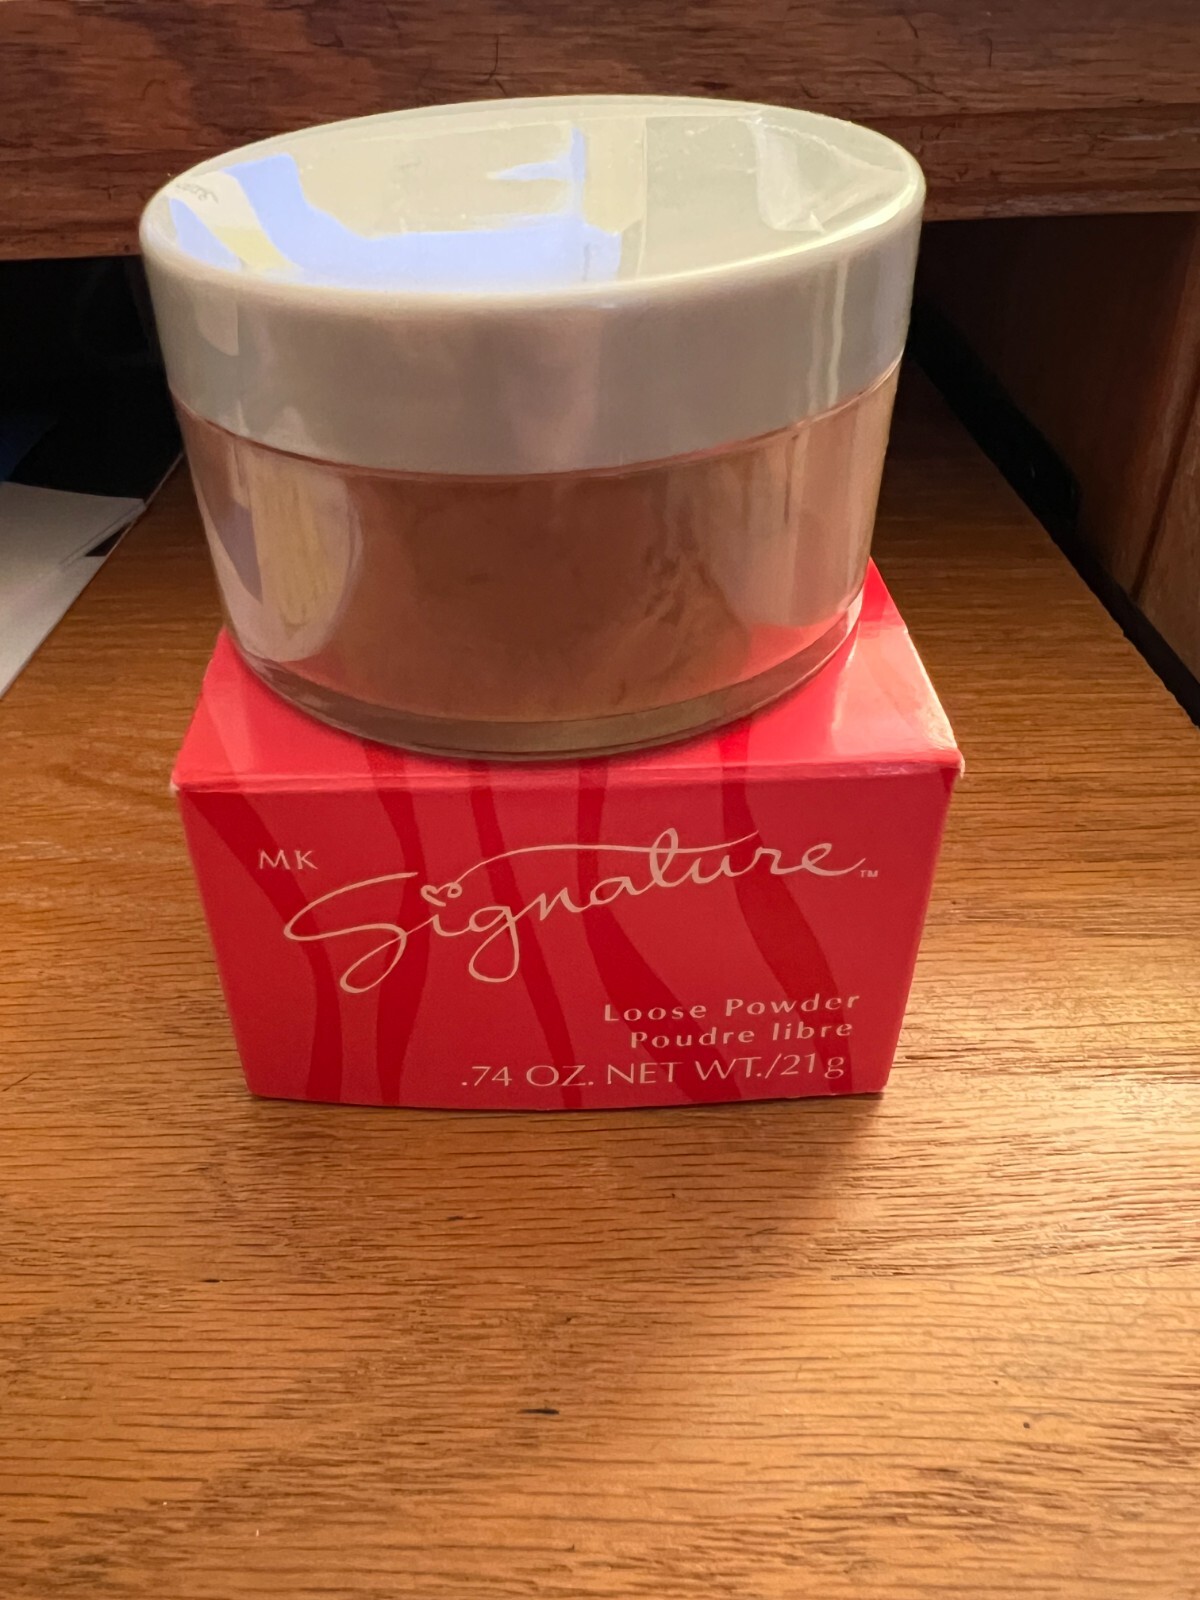 MK
Signature™
Loose Powder
Poudre libre
.74 OZ. NET WT./21g